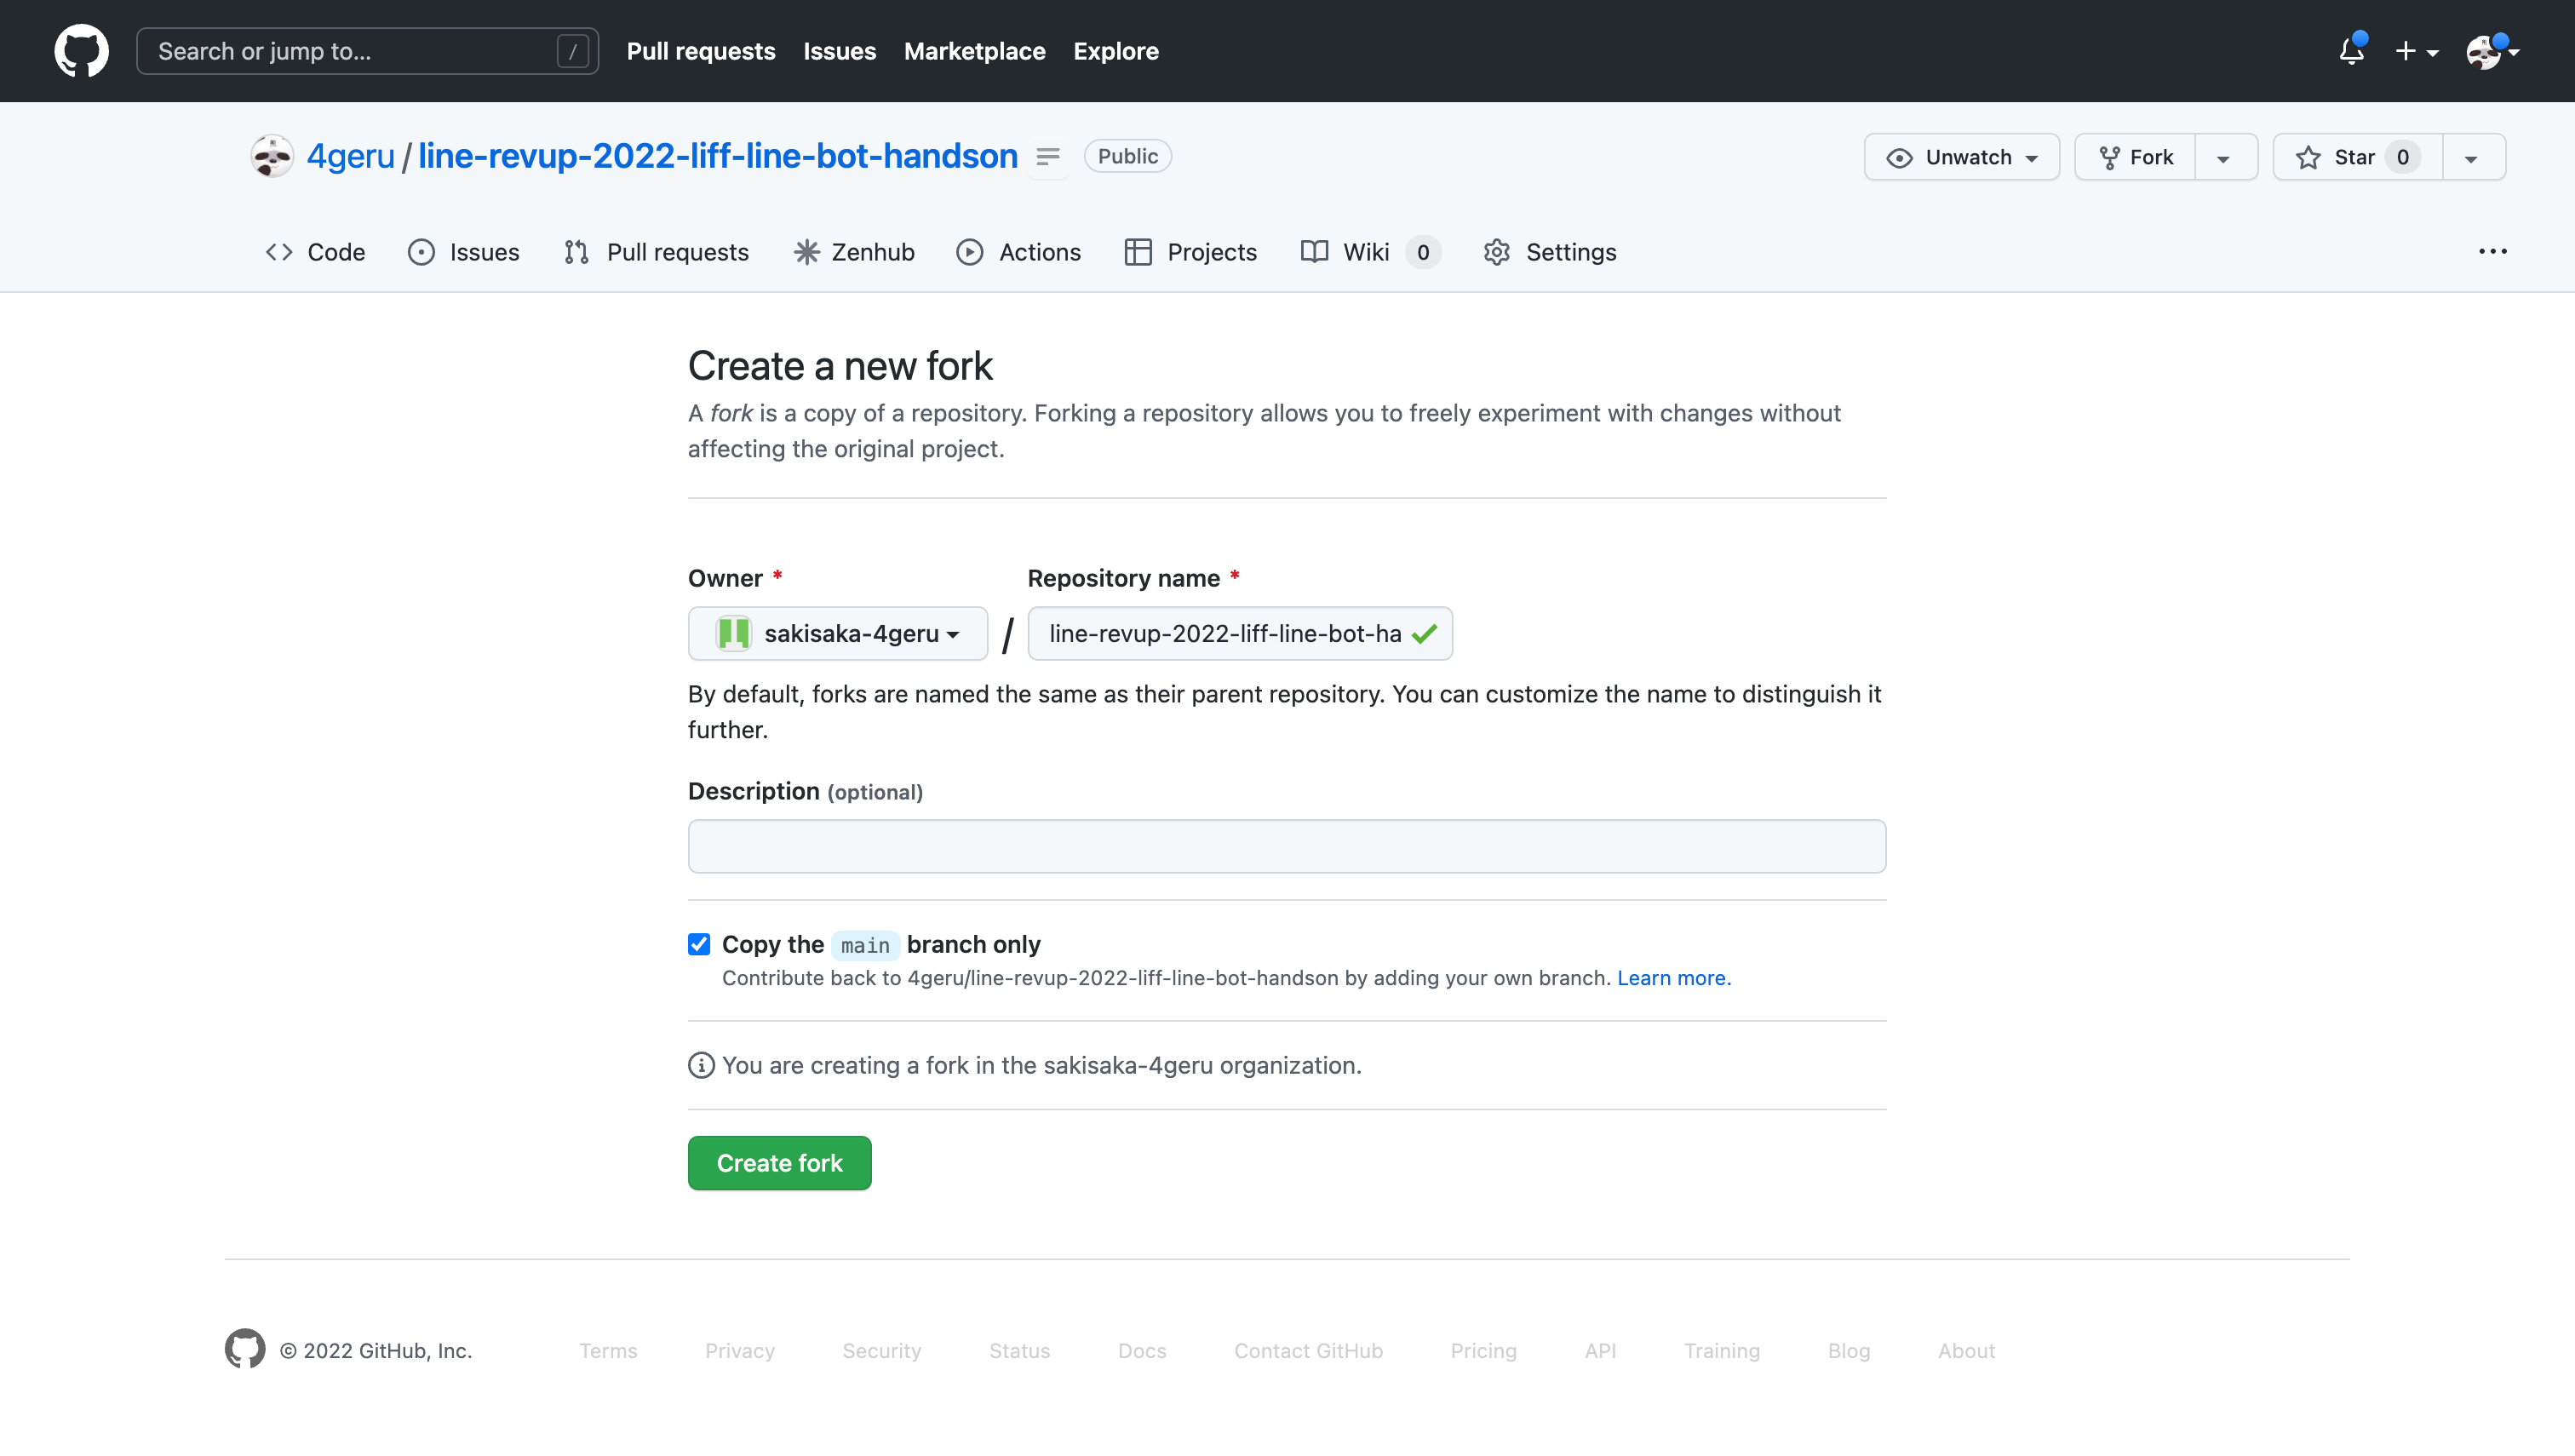 Search or jump to... /
Pull requests Issues Marketplace Explore
4geru / line-revup-2022-liff-line-bot-handson Public
Unwatch Fork Star 0
Code Issues Pull requests Zenhub Actions Projects Wiki 0 Settings
Create a new fork
A fork is a copy of a repository. Forking a repository allows you to freely experiment with changes without
affecting the original project.
Owner * Repository name *
sakisaka-4geru / line-revup-2022-liff-line-bot-ha
By default, forks are named the same as their parent repository. You can customize the name to distinguish it
further.
Description (optional)
Copy the main branch only
Contribute back to 4geru/line-revup-2022-liff-line-bot-handson by adding your own branch. Learn more.
You are creating a fork in the sakisaka-4geru organization.
Create fork
© 2022 GitHub, Inc. Terms Privacy Security Status Docs Contact GitHub Pricing API Training Blog About